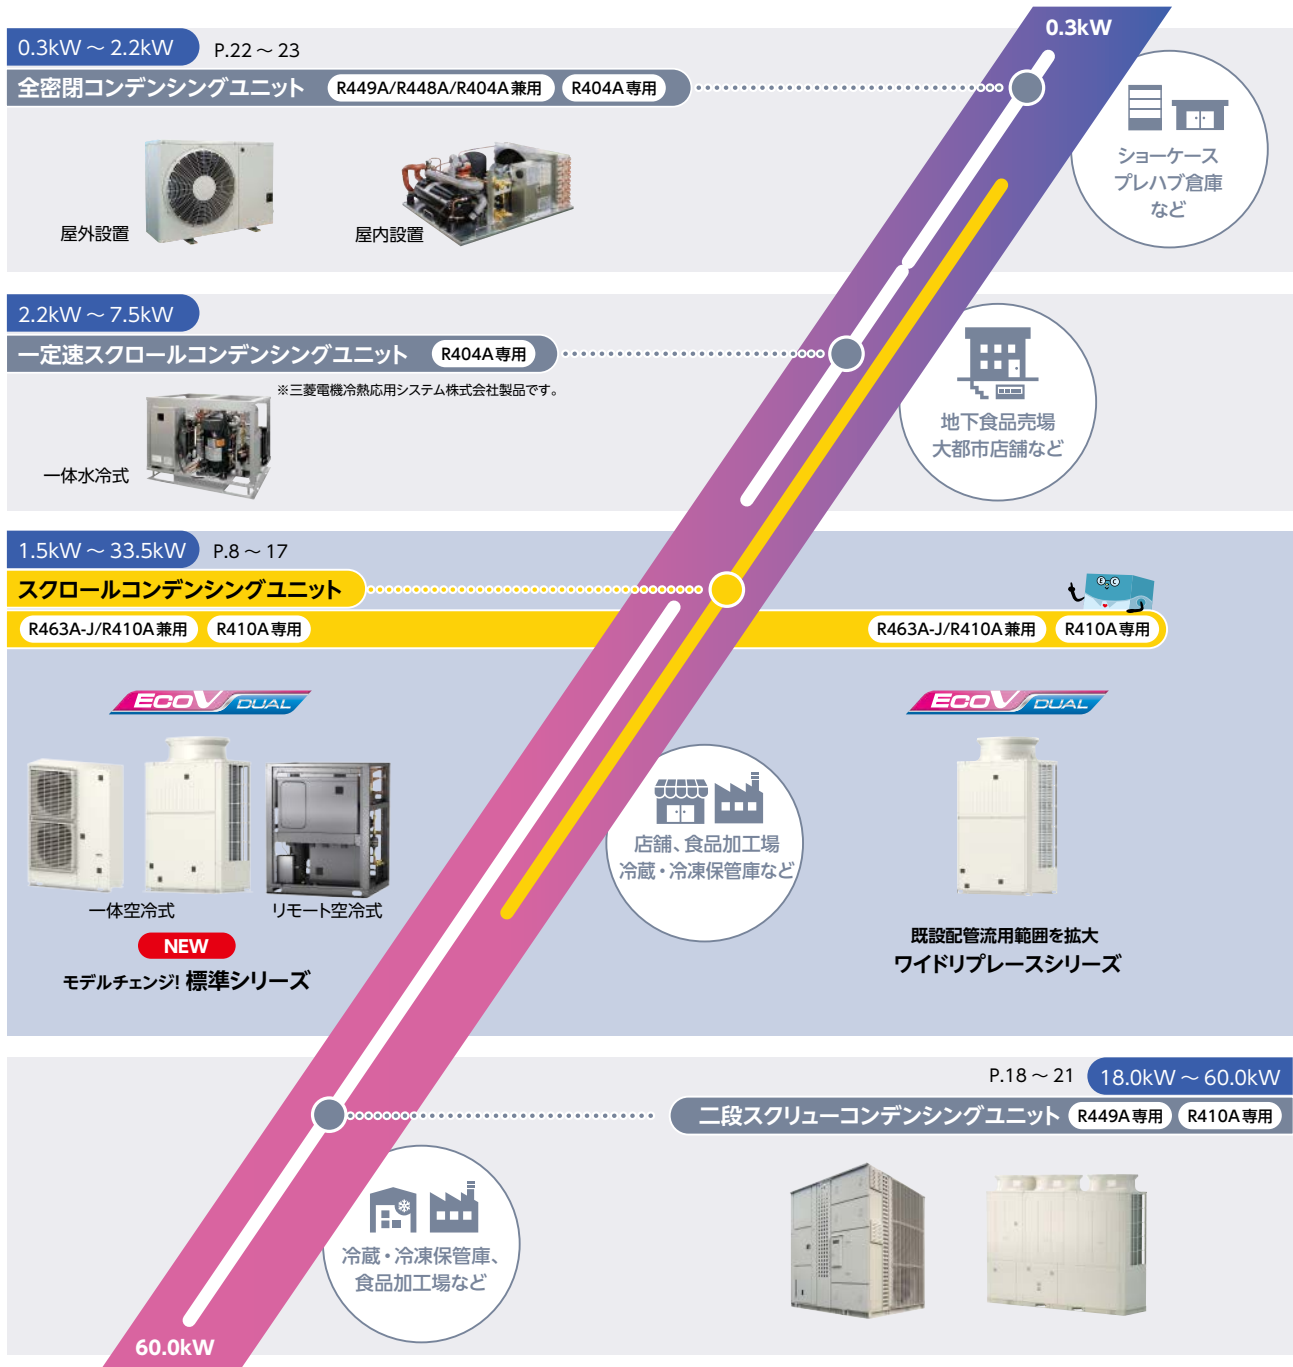 0.3kW
0.3kW ～ 2.2kW P.22 ～ 23
全密閉コンデンシングユニット R449A/R448A/R404A兼用 R404A専用
ショーケース
プレハブ倉庫
など
屋外設置
屋内設置
2.2kW ～ 7.5kW
一定速スクロールコンデンシングユニット R404A専用
※三菱電機冷熱応用システム株式会社製品です。
一体水冷式
地下食品売場
大都市店舗など
1.5kW ～ 33.5kW P.8 ～ 17
スクロールコンデンシングユニット
R463A-J/R410A兼用 R410A専用
R463A-J/R410A兼用 R410A専用
E C
ECOV DUAL
ECOV DUAL
一体空冷式
リモート空冷式
NEW
モデルチェンジ! 標準シリーズ
店舗、食品加工場
冷蔵・冷凍保管庫など
既設配管流用範囲を拡大
ワイドリプレースシリーズ
P.18 ～ 21 18.0kW ～ 60.0kW
二段スクリューコンデンシングユニット R449A専用 R410A専用
冷蔵・冷凍保管庫、
食品加工場など
60.0kW